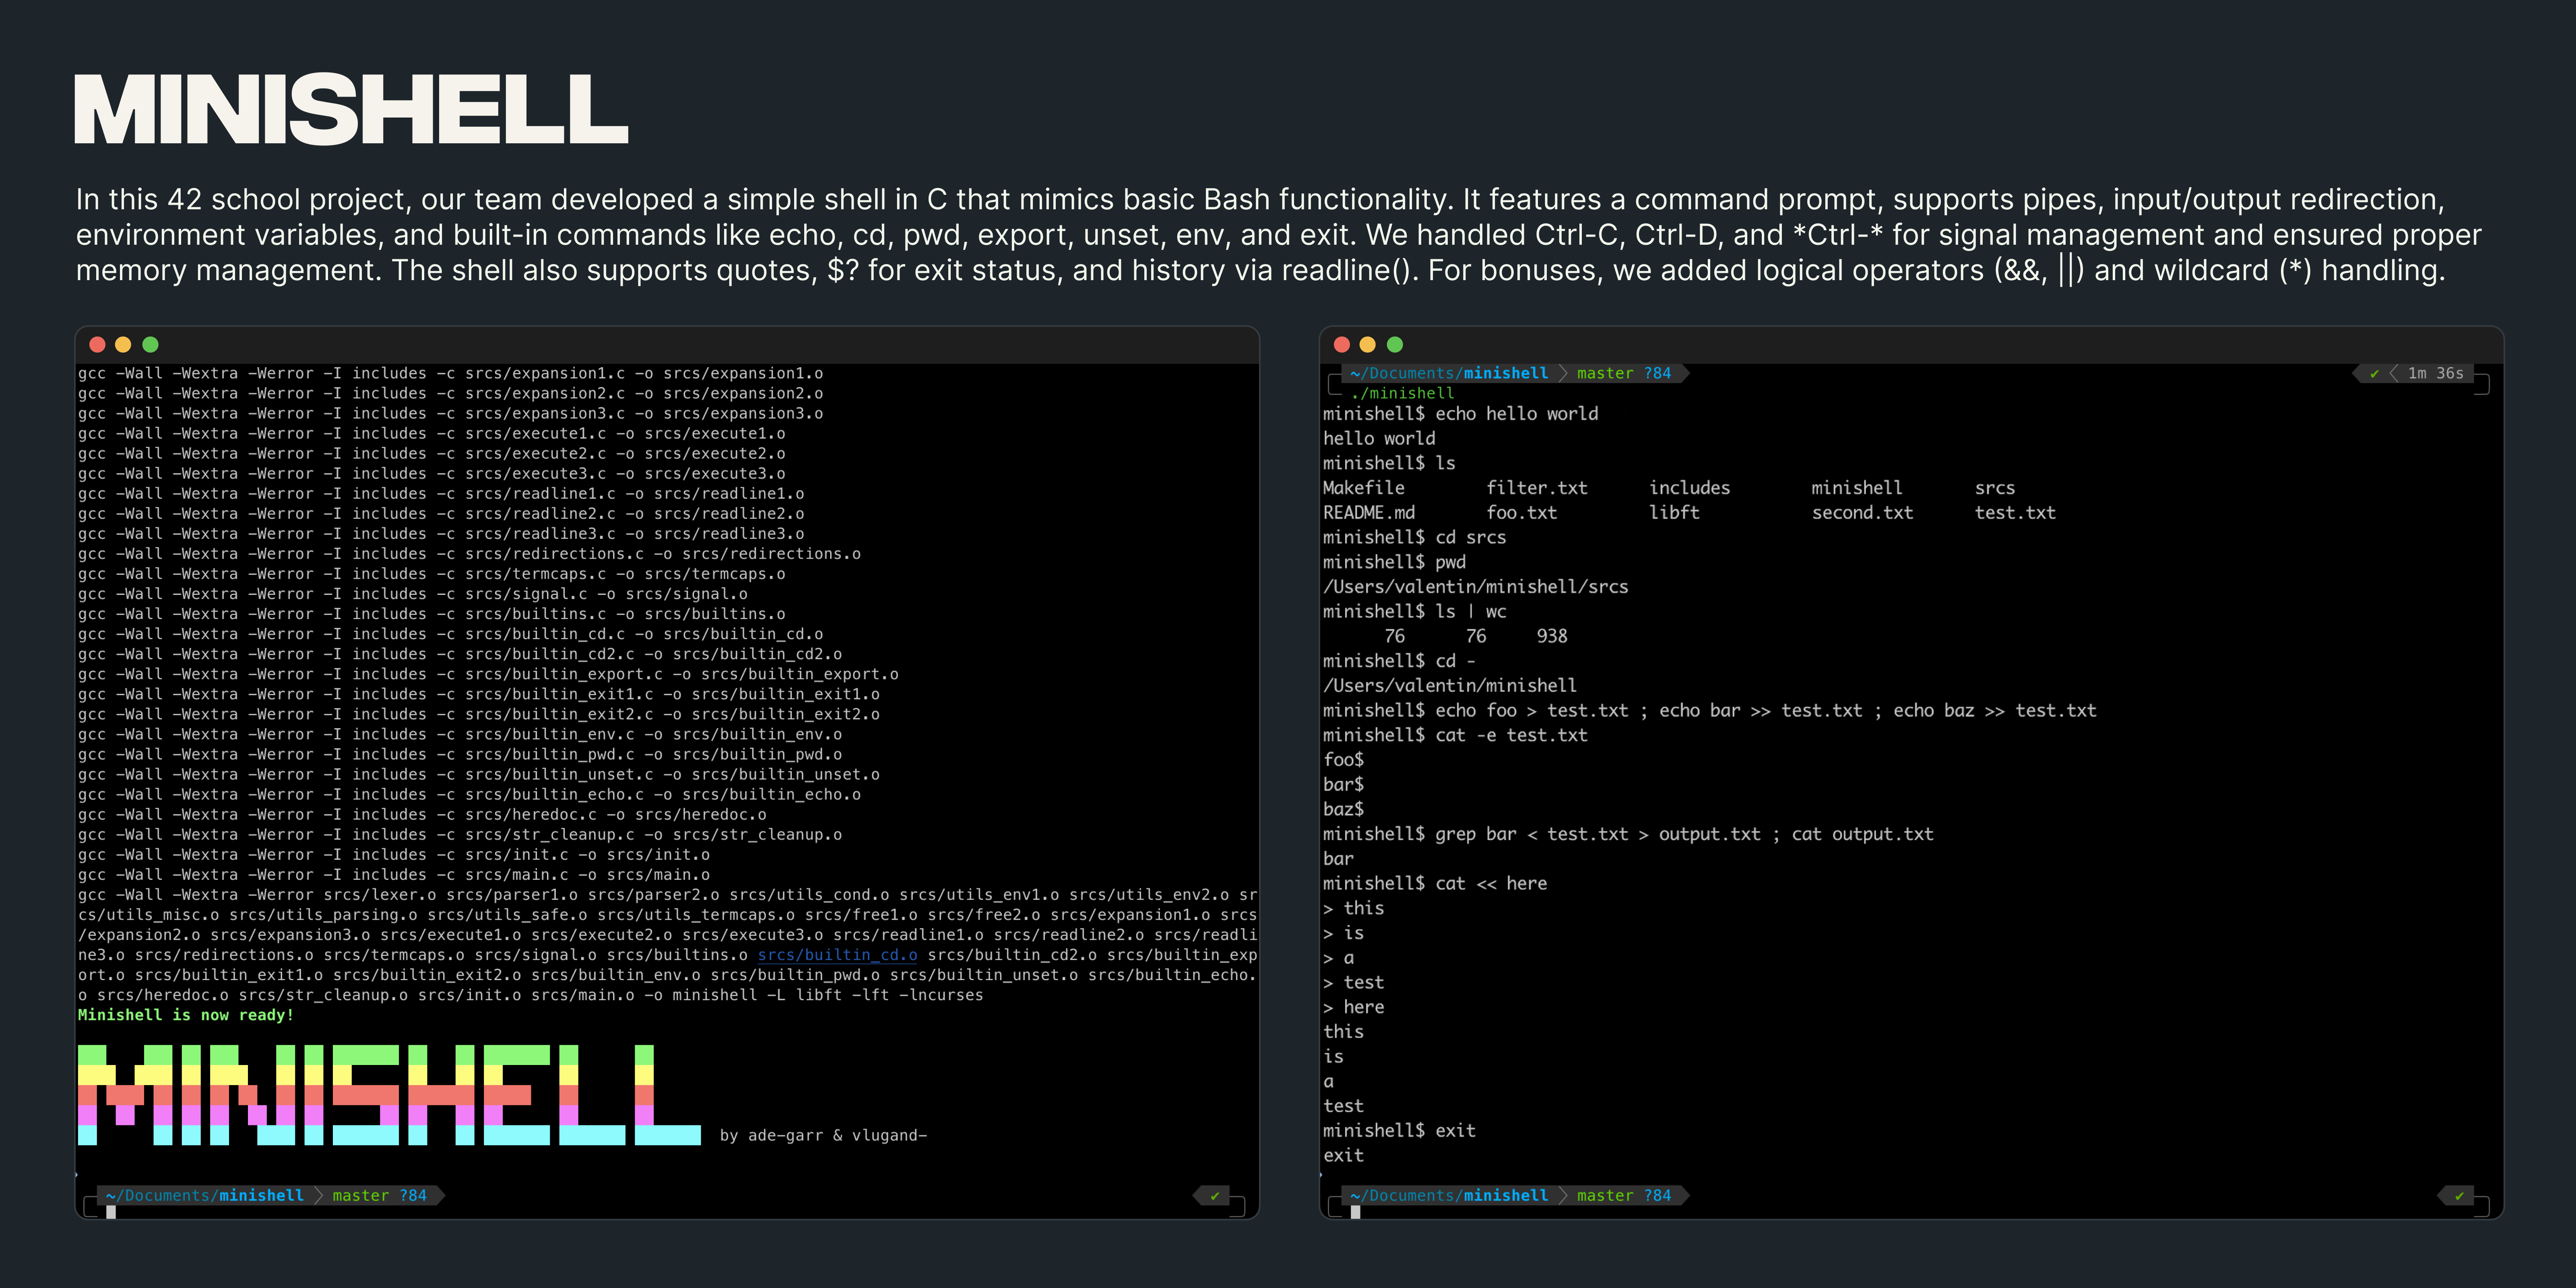 MINISHELL
In this 42 school project, our team developed a simple shell in C that mimics basic Bash functionality. It features a command prompt, supports pipes, input/output redirection,
environment variables, and built-in commands like echo, cd, pwd, export, unset, env, and exit. We handled Ctrl-C, Ctrl-D, and *Ctrl-* for signal management and ensured proper
memory management. The shell also supports quotes, $? for exit status, and history via readline(). For bonuses, we added logical operators (&&, ||) and wildcard (*) handling.
gcc -Wall -Wextra -Werror -I includes -c srcs/expansion1.c -o srcs/expansion1.o
gcc -Wall -Wextra -Werror -I includes -c srcs/expansion2.c -o srcs/expansion2.o
gcc -Wall -Wextra -Werror -I includes -c srcs/expansion3.c -o srcs/expansion3.o
gcc -Wall -Wextra -Werror -I includes -c srcs/execute1.c -o srcs/execute1.o
gcc -Wall -Wextra -Werror -I includes -c srcs/execute2.c -o srcs/execute2.o
gcc -Wall -Wextra -Werror -I includes -c srcs/execute3.c -o srcs/execute3.o
gcc -Wall -Wextra -Werror -I includes -c srcs/readline1.c -o srcs/readline1.o
gcc -Wall -Wextra -Werror -I includes -c srcs/readline2.c -o srcs/readline2.o
gcc -Wall -Wextra -Werror -I includes -c srcs/readline3.c -o srcs/readline3.o
gcc -Wall -Wextra -Werror -I includes -c srcs/redirections.c -o srcs/redirections.o
gcc -Wall -Wextra -Werror -I includes -c srcs/termcaps.c -o srcs/termcaps.o
gcc -Wall -Wextra -Werror -I includes -c srcs/signal.c -o srcs/signal.o
gcc -Wall -Wextra -Werror -I includes -c srcs/builtins.c -o srcs/builtins.o
gcc -Wall -Wextra -Werror -I includes -c srcs/builtin_cd.c -o srcs/builtin_cd.o
gcc -Wall -Wextra -Werror -I includes -c srcs/builtin_cd2.c -o srcs/builtin_cd2.o
gcc -Wall -Wextra -Werror -I includes -c srcs/builtin_export.c -o srcs/builtin_export.o
gcc -Wall -Wextra -Werror -I includes -c srcs/builtin_exit1.c -o srcs/builtin_exit1.o
gcc -Wall -Wextra -Werror -I includes -c srcs/builtin_exit2.c -o srcs/builtin_exit2.o
gcc -Wall -Wextra -Werror -I includes -c srcs/builtin_env.c -o srcs/builtin_env.o
gcc -Wall -Wextra -Werror -I includes -c srcs/builtin_pwd.c -o srcs/builtin_pwd.o
gcc -Wall -Wextra -Werror -I includes -c srcs/builtin_unset.c -o srcs/builtin_unset.o
gcc -Wall -Wextra -Werror -I includes -c srcs/builtin_echo.c -o srcs/builtin_echo.o
gcc -Wall -Wextra -Werror -I includes -c srcs/heredoc.c -o srcs/heredoc.o
gcc -Wall -Wextra -Werror -I includes -c srcs/str_cleanup.c -o srcs/str_cleanup.o
gcc -Wall -Wextra -Werror -I includes -c srcs/init.c -o srcs/init.o
gcc -Wall -Wextra -Werror -I includes -c srcs/main.c -o srcs/main.o
gcc -Wall -Wextra -Werror srcs/lexer.o srcs/parser1.o srcs/parser2.o srcs/utils_cond.o srcs/utils_env1.o srcs/utils_env2.o sr
cs/utils_misc.o srcs/utils_parsing.o srcs/utils_safe.o srcs/utils_termcaps.o srcs/free1.o srcs/free2.o srcs/expansion1.o srcs
/expansion2.o srcs/expansion3.o srcs/execute1.o srcs/execute2.o srcs/execute3.o srcs/readline1.o srcs/readline2.o srcs/readli
ne3.o srcs/redirections.o srcs/termcaps.o srcs/signal.o srcs/builtins.o srcs/builtin_cd.o srcs/builtin_cd2.o srcs/builtin_exp
ort.o srcs/builtin_exit1.o srcs/builtin_exit2.o srcs/builtin_env.o srcs/builtin_pwd.o srcs/builtin_unset.o srcs/builtin_echo.
o srcs/heredoc.o srcs/str_cleanup.o srcs/init.o srcs/main.o -o minishell -L libft -lft -lncurses
Minishell is now ready!
MINISHELL by ade-garr & vlugand-
~/Documents/minishell master ?84 ✔
~/Documents/minishell master ?84 ✔ 1m 36s
./minishell
minishell$ echo hello world
hello world
minishell$ ls
Makefile filter.txt includes minishell srcs
README.md foo.txt libft second.txt test.txt
minishell$ cd srcs
minishell$ pwd
/Users/valentin/minishell/srcs
minishell$ ls | wc
76 76 938
minishell$ cd -
/Users/valentin/minishell
minishell$ echo foo > test.txt ; echo bar >> test.txt ; echo baz >> test.txt
minishell$ cat -e test.txt
foo$
bar$
baz$
minishell$ grep bar < test.txt > output.txt ; cat output.txt
bar
minishell$ cat << here
> this
> is
> a
> test
> here
this
is
a
test
minishell$ exit
exit
~/Documents/minishell master ?84 ✔